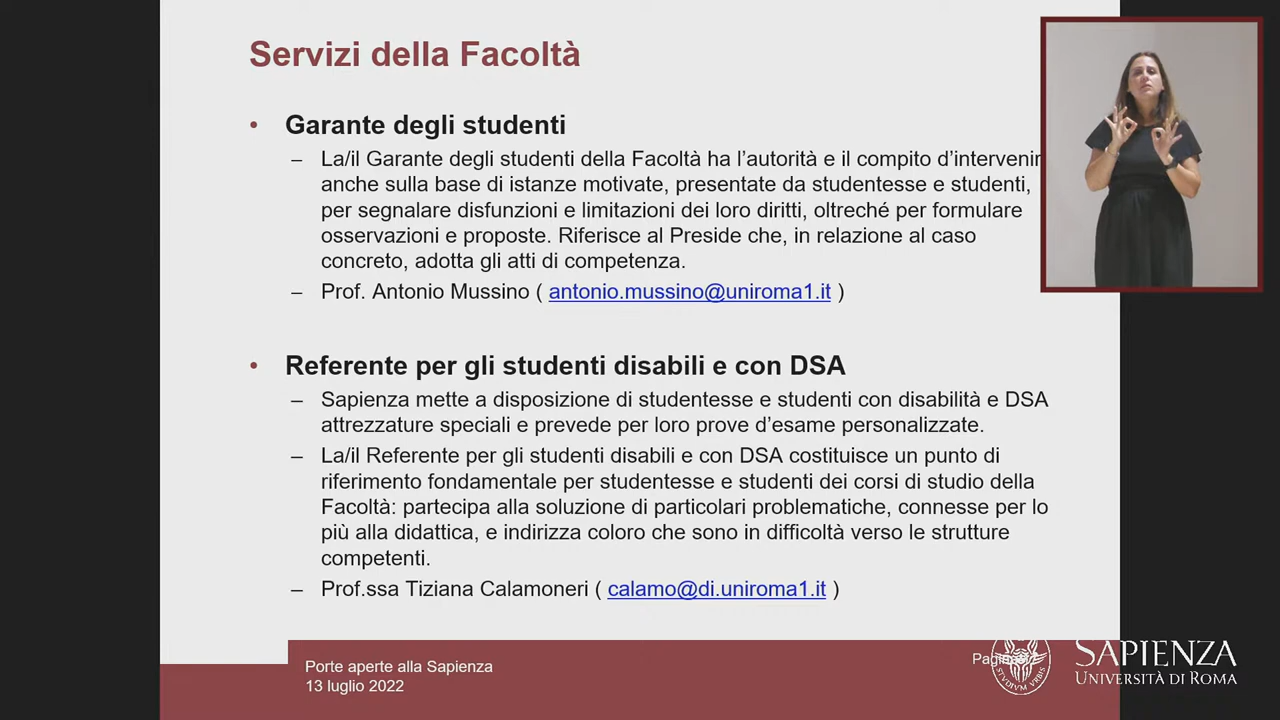 Servizi della Facoltà
• Garante degli studenti
– La/il Garante degli studenti della Facoltà ha l'autorità e il compito d'intervenir
anche sulla base di istanze motivate, presentate da studentesse e studenti,
per segnalare disfunzioni e limitazioni dei loro diritti, oltreché per formulare
osservazioni e proposte. Riferisce al Preside che, in relazione al caso
concreto, adotta gli atti di competenza.
– Prof. Antonio Mussino ( antonio.mussino@uniroma1.it )
• Referente per gli studenti disabili e con DSA
– Sapienza mette a disposizione di studentesse e studenti con disabilità e DSA
attrezzature speciali e prevede per loro prove d'esame personalizzate.
– La/il Referente per gli studenti disabili e con DSA costituisce un punto di
riferimento fondamentale per studentesse e studenti dei corsi di studio della
Facoltà: partecipa alla soluzione di particolari problematiche, connesse per lo
più alla didattica, e indirizza coloro che sono in difficoltà verso le strutture
competenti.
– Prof.ssa Tiziana Calamoneri ( calamo@di.uniroma1.it )
Porte aperte alla Sapienza
13 luglio 2022
STUDIUM URBIS
SAPIENZA
UNIVERSITÀ DI ROMA